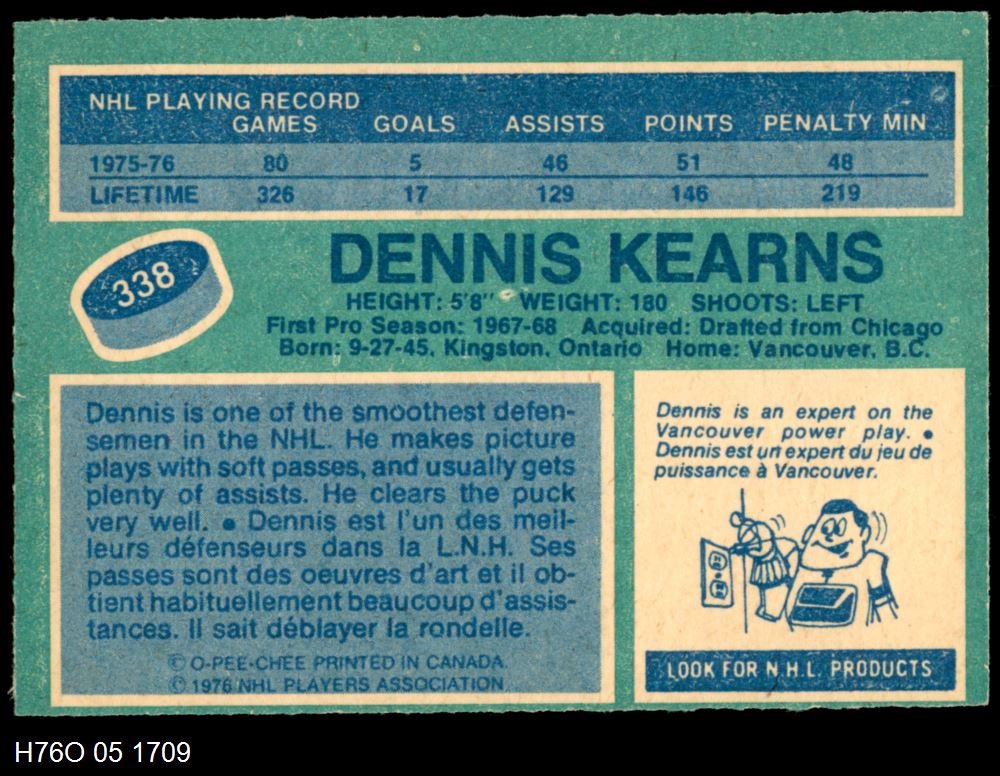 NHL PLAYING RECORD
GAMES GOALS ASSISTS POINTS PENALTY MIN
1975-76 80 5 46 51 48
LIFETIME 326 17 129 146 219
338
DENNIS KEARNS
HEIGHT: 5'8" WEIGHT: 180 SHOOTS: LEFT
First Pro Season: 1967-68 Acquired: Drafted from Chicago
Born: 9-27-45, Kingston, Ontario Home: Vancouver, B.C.
Dennis is one of the smoothest defen-
semen in the NHL. He makes picture
plays with soft passes, and usually gets
plenty of assists. He clears the puck
very well. • Dennis est l'un des meil-
leurs défenseurs dans la L.N.H. Ses
passes sont des oeuvres d'art et il ob-
tient habituellement beaucoup d'assis-
tances. Il sait déblayer la rondelle.
© O-PEE-CHEE PRINTED IN CANADA.
© 1976 NHL PLAYERS ASSOCIATION
Dennis is an expert on the
Vancouver power play. •
Dennis est un expert du jeu de
puissance à Vancouver.
LOOK FOR N.H.L. PRODUCTS
H76O 05 1709